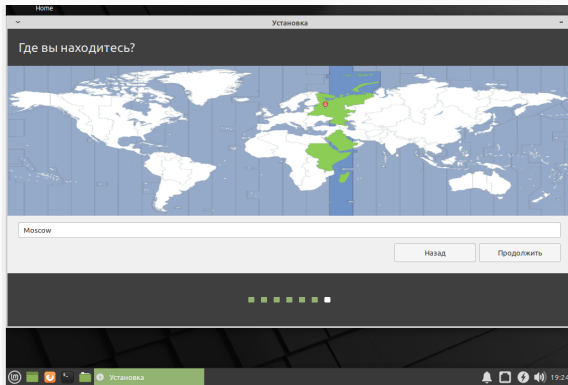 Home
Установка
Где вы находитесь?
Moscow
Назад
Продолжить
Установка
19:24